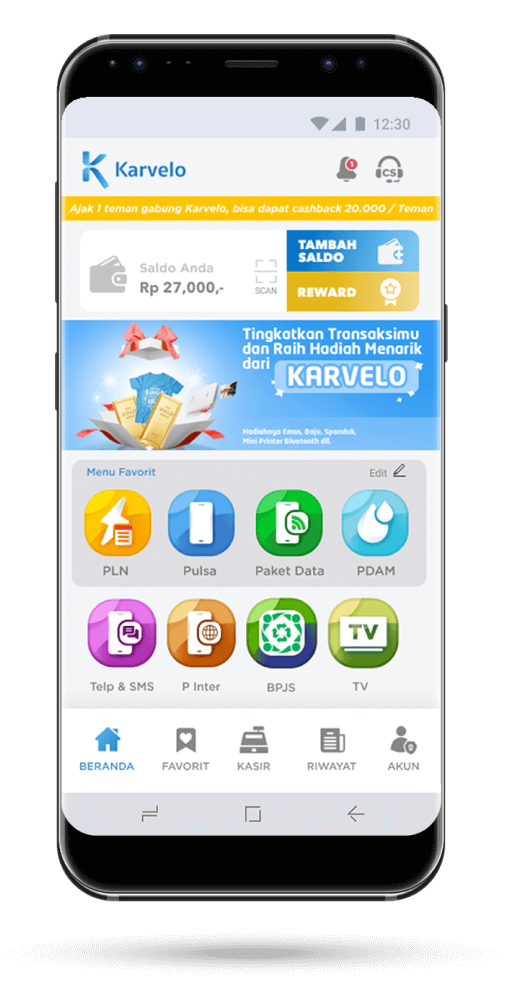 12:30
Karvelo
1
CS
Ajak 1 teman gabung Karvelo, bisa dapat cashback 20.000 / Teman
Saldo Anda
Rp 27,000,-
SCAN
TAMBAH
SALDO
REWARD
Tingkatkan Transaksimu
dan Raih Hadiah Menarik
dari KARVELO
Hadiahnya Emas, Baju, Spanduk,
Mini Printer Bluetooth dll.
Menu Favorit
Edit
PLN
Pulsa
Paket Data
PDAM
TV
Telp & SMS
P Inter
BPJS
TV
BERANDA
FAVORIT
KASIR
RIWAYAT
AKUN